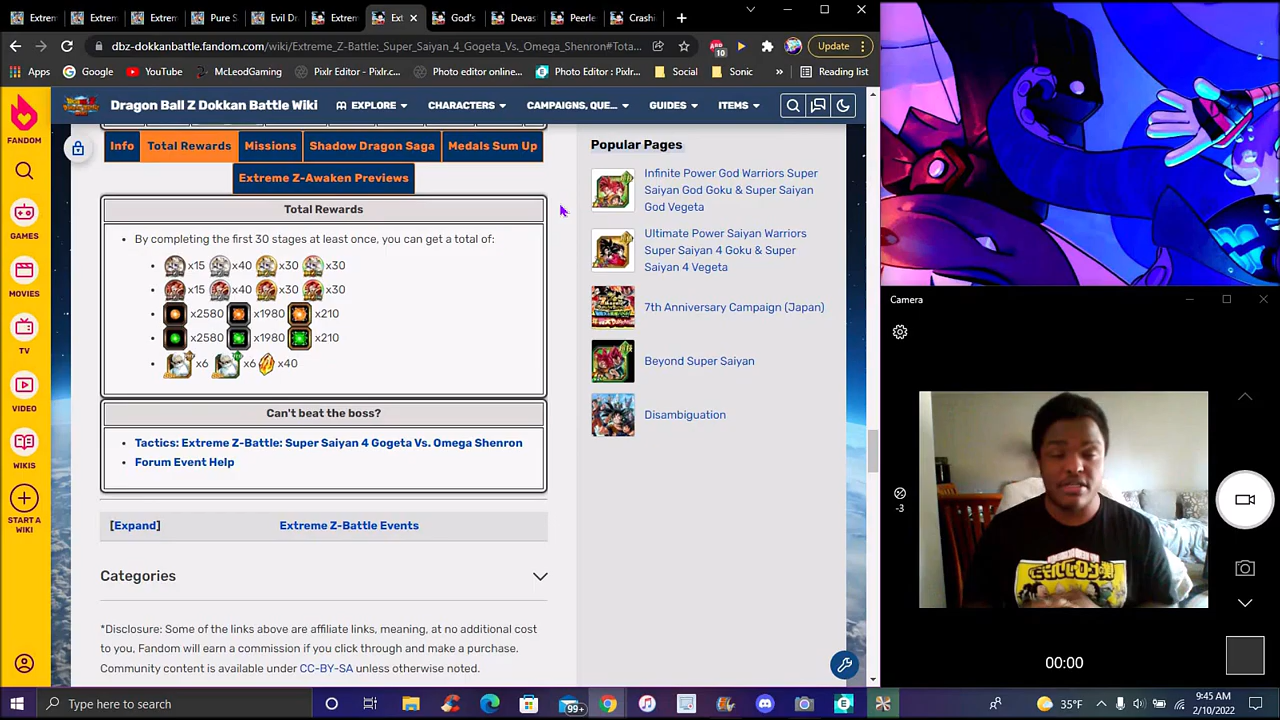 Extrem
Extrem
Extrem
Pure S
Evil D
Extrem
Ex
God's
Devas
Peerle
Crashi
dbz-dokkanbattle.fandom.com/wiki/Extreme_Z-Battle:_Super_Saiyan_4_Gogeta_Vs._Omega_Shenron#Tota...
10
Update
Apps
Google
YouTube
McLeodGaming
Pixlr Editor - Pixlr.c...
Photo editor online...
Photo Editor : Pixlr...
Social
Sonic
»
Reading list
FANDOM
GAMES
MOVIES
TV
VIDEO
WIKIS
START A
WIKI
Dragon Ball Z Dokkan Battle Wiki
EXPLORE
CHARACTERS
CAMPAIGNS, QUE...
GUIDES
ITEMS
Info
Total Rewards
Missions
Shadow Dragon Saga
Medals Sum Up
Extreme Z-Awaken Previews
Total Rewards
By completing the first 30 stages at least once, you can get a total of:
x15 x40 x30 x30
x15 x40 x30 x30
x2580 x1980 x210
x2580 x1980 x210
x6 x6 x40
Can't beat the boss?
Tactics: Extreme Z-Battle: Super Saiyan 4 Gogeta Vs. Omega Shenron
Forum Event Help
[Expand]
Extreme Z-Battle Events
Categories
*Disclosure: Some of the links above are affiliate links, meaning, at no additional cost
to you, Fandom will earn a commission if you click through and make a purchase.
Community content is available under CC-BY-SA unless otherwise noted.
Popular Pages
Infinite Power God Warriors Super
Saiyan God Goku & Super Saiyan
God Vegeta
Ultimate Power Saiyan Warriors
Super Saiyan 4 Goku & Super
Saiyan 4 Vegeta
7th Anniversary Campaign (Japan)
Beyond Super Saiyan
Disambiguation
Camera
-3
00:00
Type here to search
99+
35°F
9:45 AM
2/10/2022